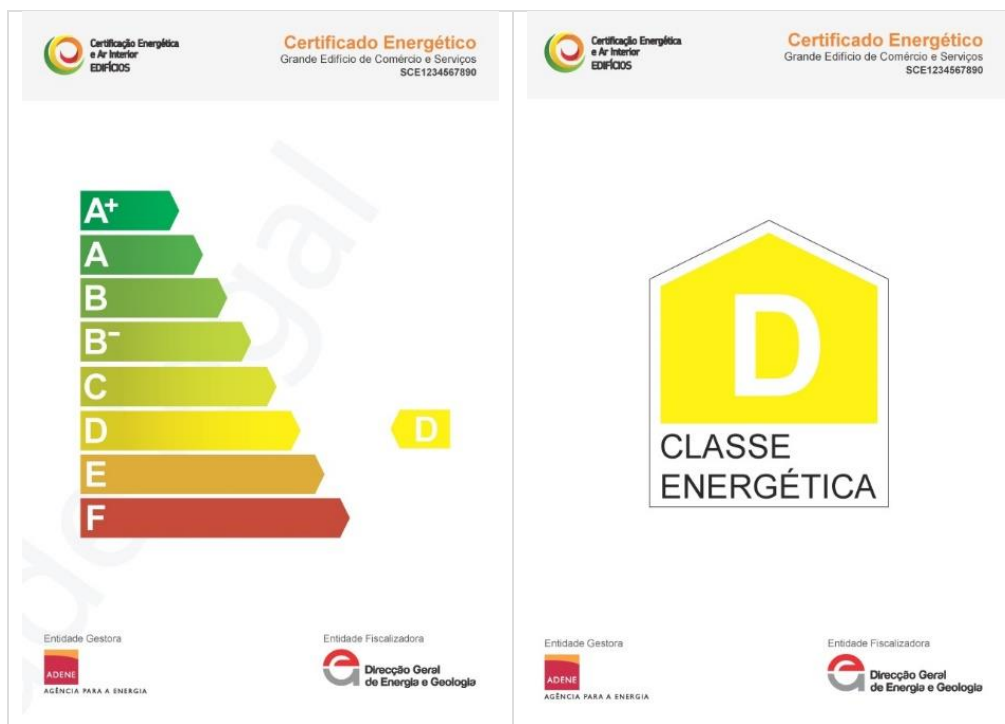 Certificação Energética
e Ar Interior
EDIFÍCIOS
Certificado Energético
Grande Edifício de Comércio e Serviços
SCE1234567890
A+
A
B
B-
C
D
D
E
F
Entidade Gestora
ADENE
AGÊNCIA PARA A ENERGIA
Entidade Fiscalizadora
Direcção Geral
de Energia e Geologia
Certificação Energética
e Ar Interior
EDIFÍCIOS
Certificado Energético
Grande Edifício de Comércio e Serviços
SCE1234567890
D
CLASSE
ENERGÉTICA
Entidade Gestora
ADENE
AGÊNCIA PARA A ENERGIA
Entidade Fiscalizadora
Direcção Geral
de Energia e Geologia